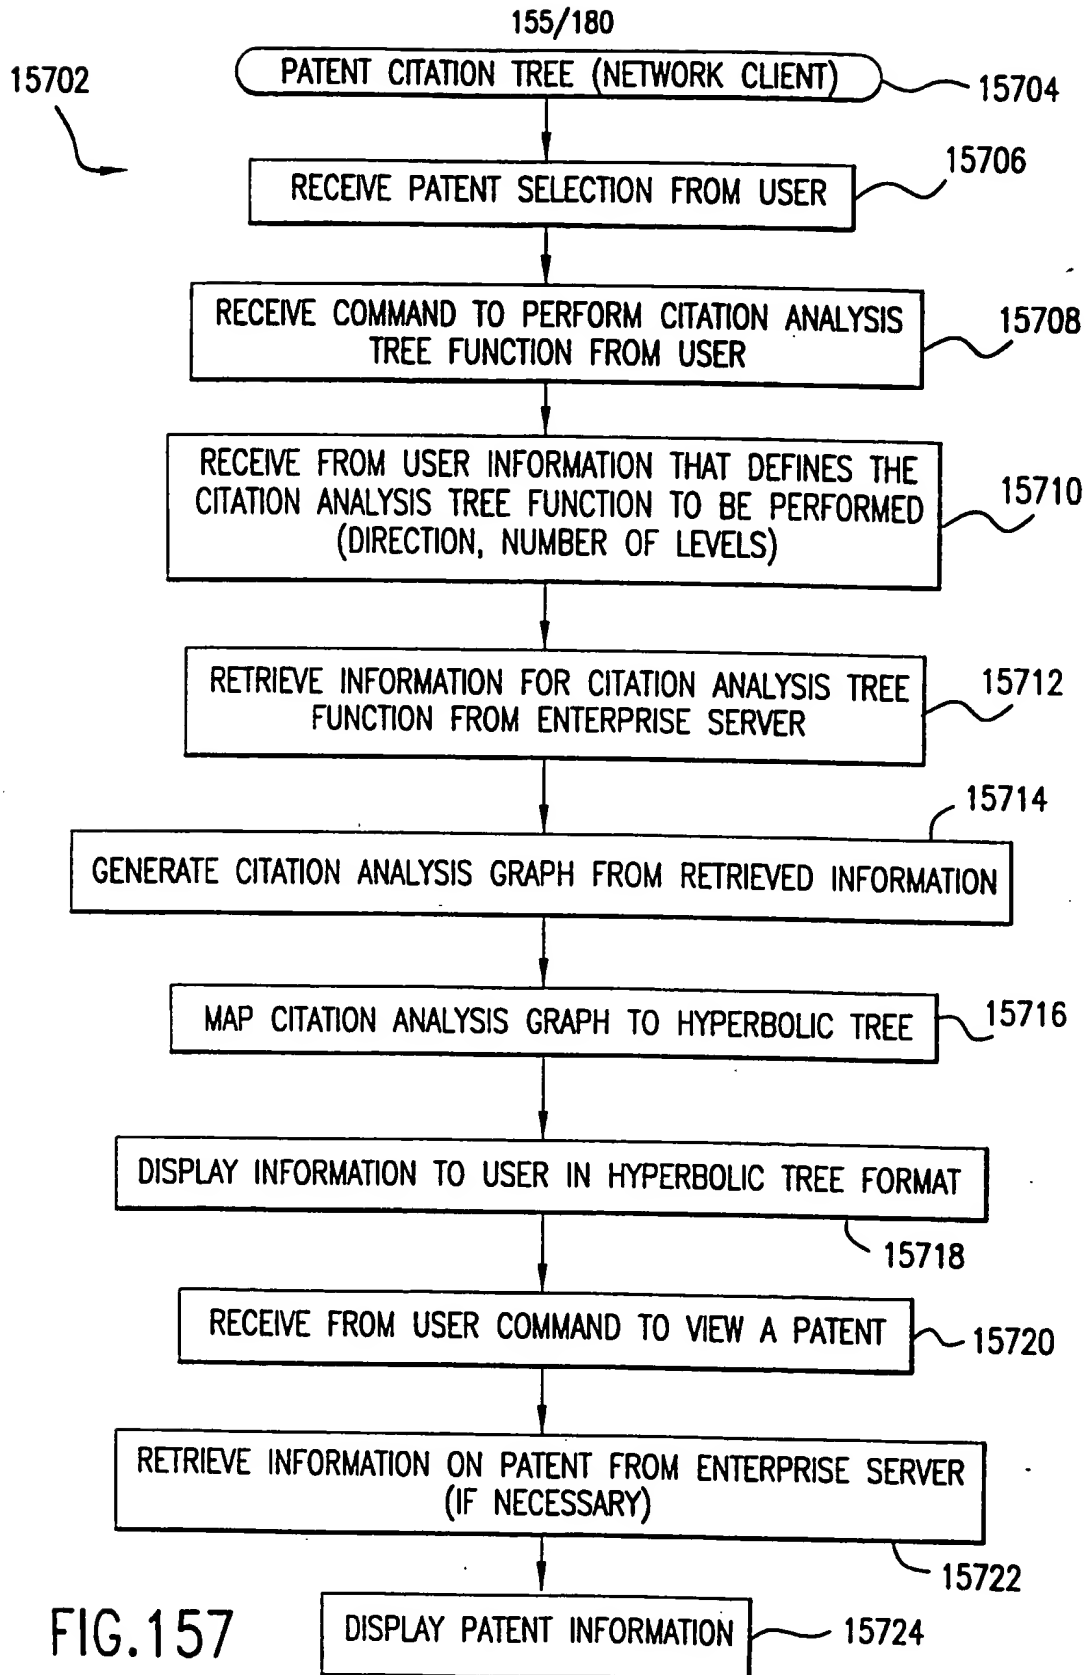 155/180
15702
PATENT CITATION TREE (NETWORK CLIENT)
15704
RECEIVE PATENT SELECTION FROM USER
15706
RECEIVE COMMAND TO PERFORM CITATION ANALYSIS
TREE FUNCTION FROM USER
15708
RECEIVE FROM USER INFORMATION THAT DEFINES THE
CITATION ANALYSIS TREE FUNCTION TO BE PERFORMED
(DIRECTION, NUMBER OF LEVELS)
15710
RETRIEVE INFORMATION FOR CITATION ANALYSIS TREE
FUNCTION FROM ENTERPRISE SERVER
15712
15714
GENERATE CITATION ANALYSIS GRAPH FROM RETRIEVED INFORMATION
MAP CITATION ANALYSIS GRAPH TO HYPERBOLIC TREE
15716
DISPLAY INFORMATION TO USER IN HYPERBOLIC TREE FORMAT
15718
RECEIVE FROM USER COMMAND TO VIEW A PATENT
15720
RETRIEVE INFORMATION ON PATENT FROM ENTERPRISE SERVER
(IF NECESSARY)
15722
DISPLAY PATENT INFORMATION
15724
FIG.157